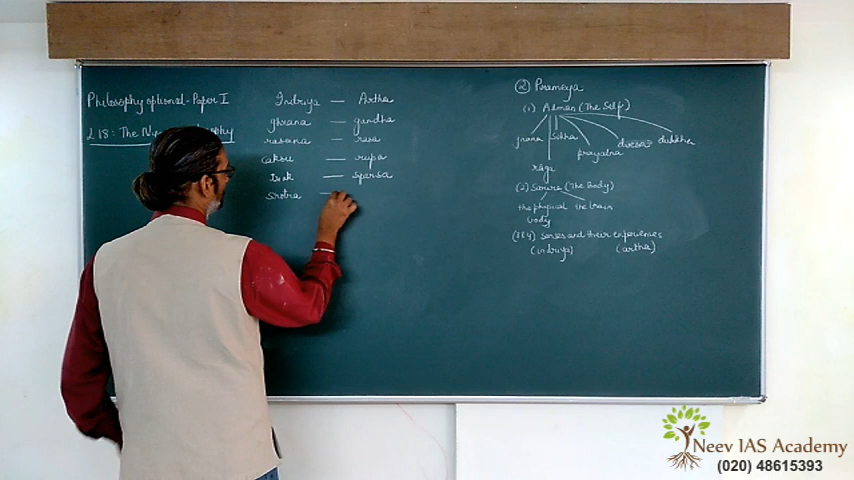 Philosophy optional - Paper I
L18: The Ny
Indriya — Artha
ghrana — gandha
rasana — rasa
caksu — rupa
tvak — sparsa
srotra —
② Prameya
(1) Atman (The Self)
jnana Sukha prayatna dvesa dukkha
raga
(2) Sarira (The Body)
the physical the brain
body
(3&4) senses and their experiences
(indriya) (artha)
Neev IAS Academy
(020) 48615393